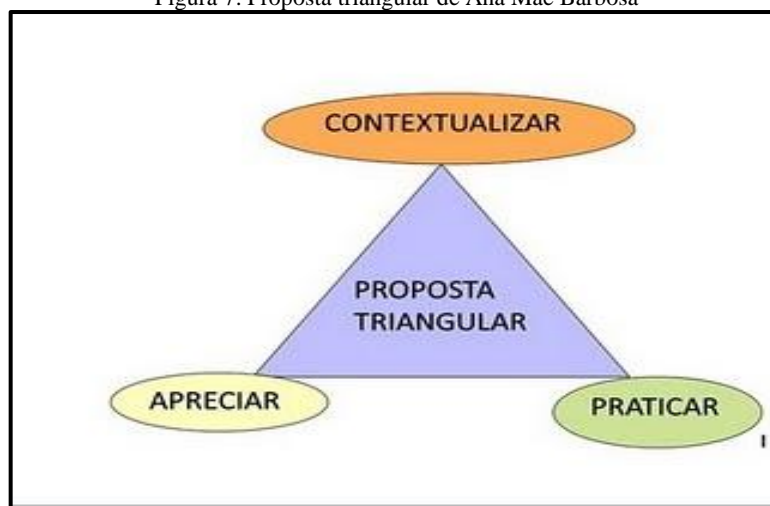 Figura 7. Proposta triangular de Ana Mae Barbosa
CONTEXTUALIZAR
PROPOSTA
TRIANGULAR
APRECIAR
PRATICAR
I